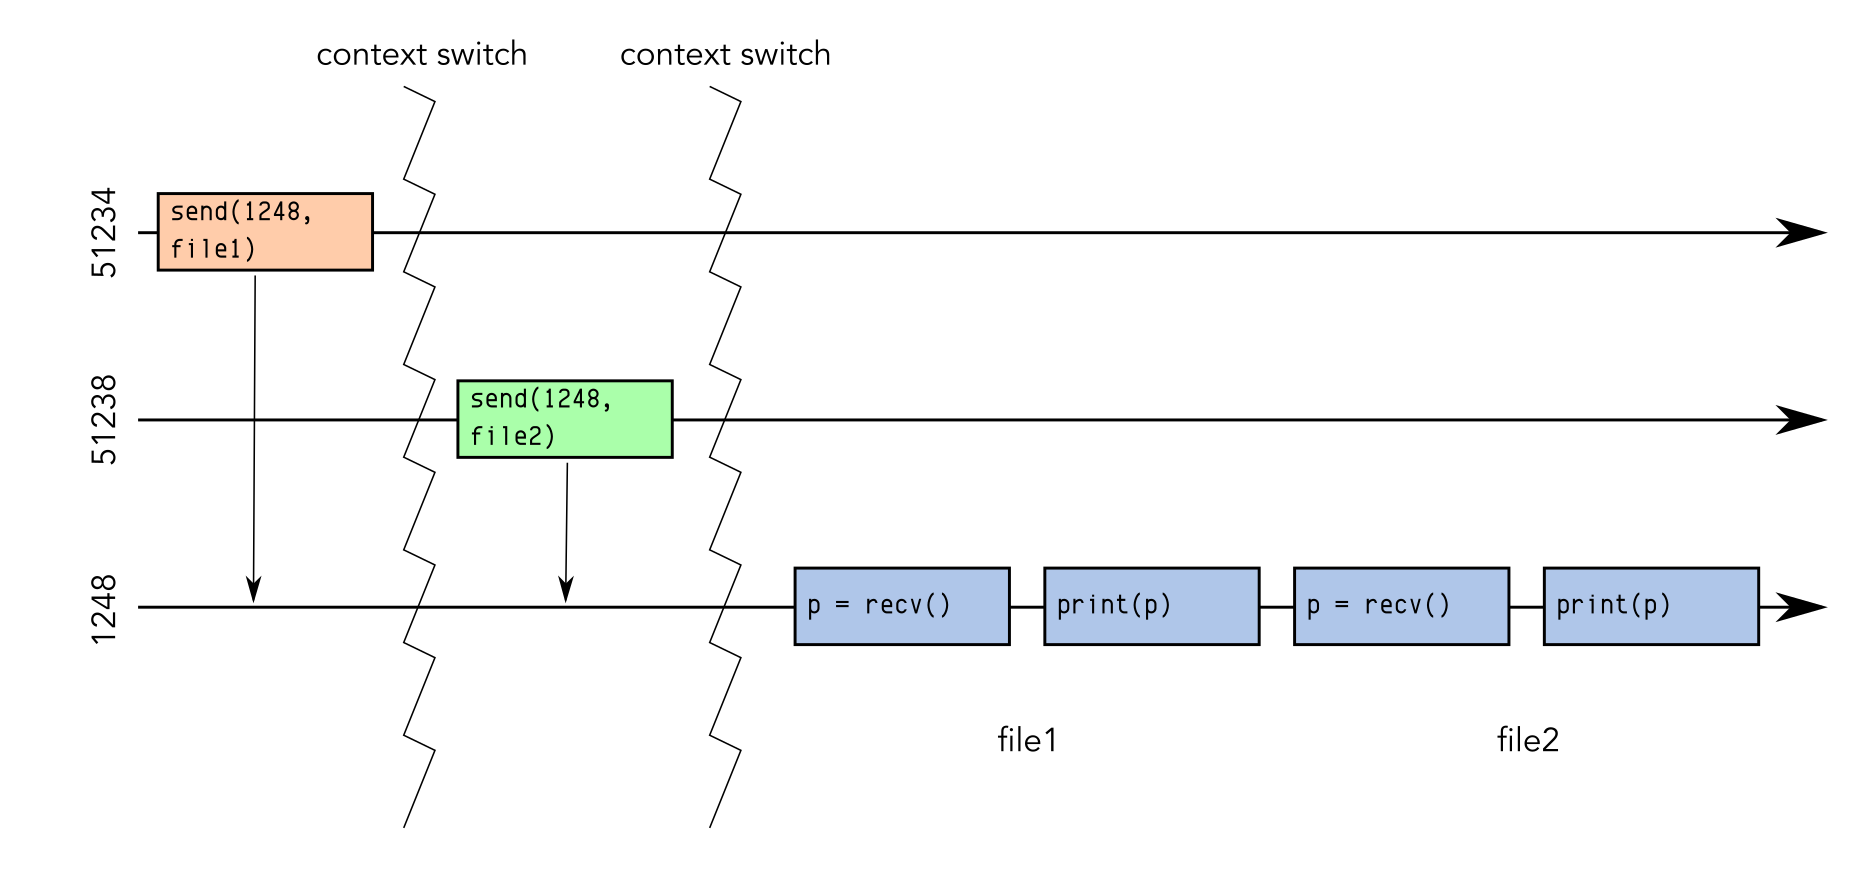 context switch
context switch
51234
send(1248,
file1)
51238
send(1248,
file2)
1248
p = recv()
print(p)
p = recv()
print(p)
file1
file2